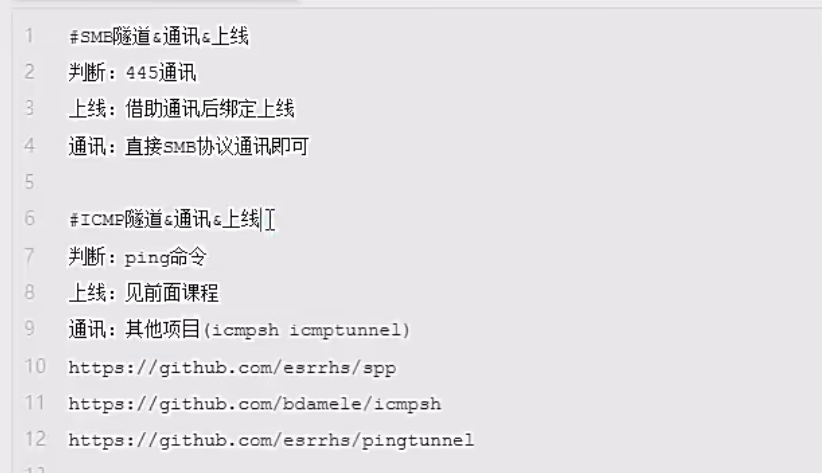 1 #SMB隧道&通讯&上线
2 判断：445通讯
3 上线：借助通讯后绑定上线
4 通讯：直接SMB协议通讯即可
5
6 #ICMP隧道&通讯&上线
7 判断：ping命令
8 上线：见前面课程
9 通讯：其他项目(icmpsh icmptunnel)
10 https://github.com/esrrhs/spp
11 https://github.com/bdamele/icmpsh
12 https://github.com/esrrhs/pingtunnel